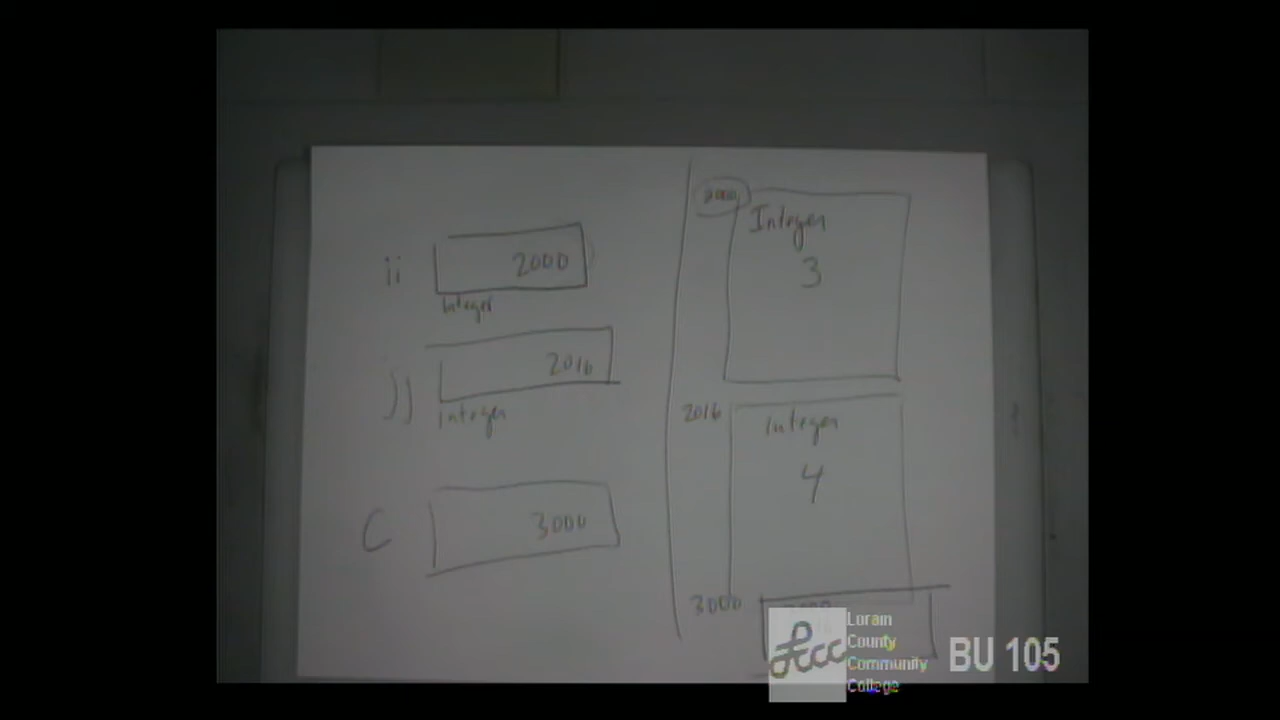 ii
2000
Integer
jj
2016
Integer
C
3000
2000
Integer
3
2016
Integer
4
3000
Lorain
County
Community
College
lccc
BU 105